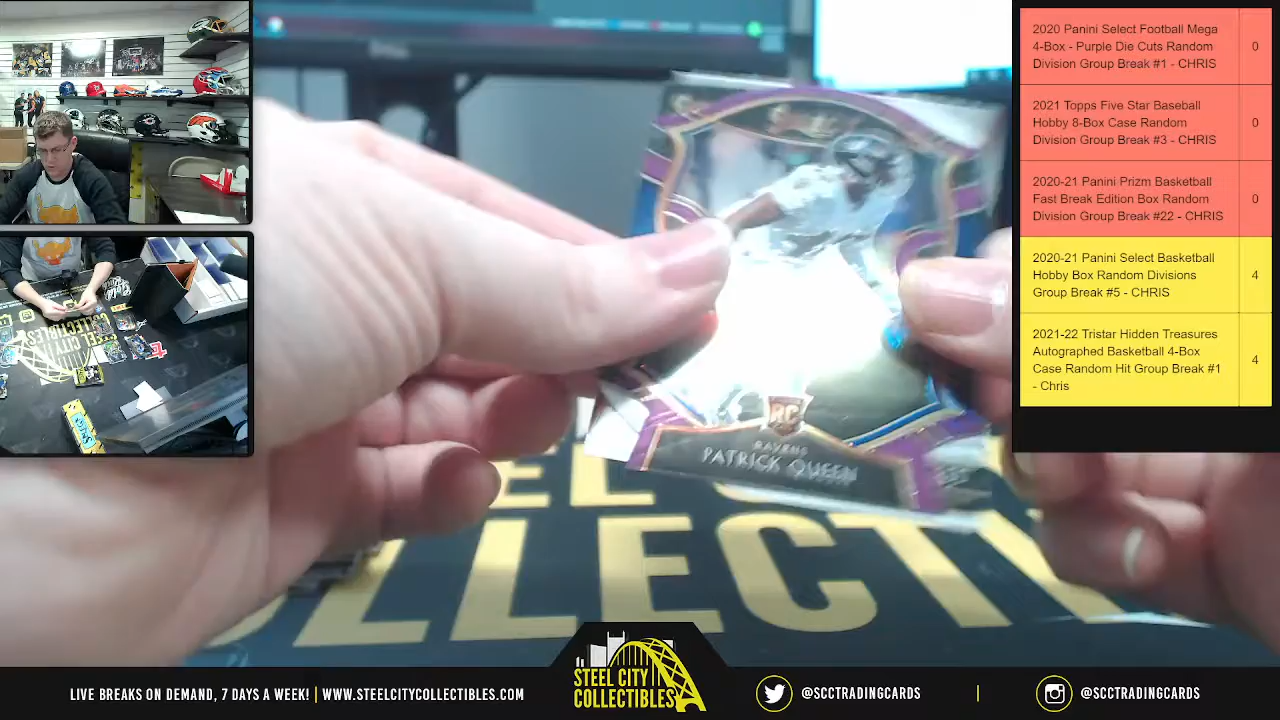 2020 Panini Select Football Mega
4-Box - Purple Die Cuts Random
Division Group Break #1 - CHRIS
0
2021 Topps Five Star Baseball
Hobby 8-Box Case Random
Division Group Break #3 - CHRIS
0
2020-21 Panini Prizm Basketball
Fast Break Edition Box Random
Division Group Break #22 - CHRIS
0
2020-21 Panini Select Basketball
Hobby Box Random Divisions
Group Break #5 - CHRIS
4
2021-22 Tristar Hidden Treasures
Autographed Basketball 4-Box
Case Random Hit Group Break #1
- Chris
4
RC
RAVENS
PATRICK QUEEN
EL C
COLLECTI
STEEL CITY
LIVE BREAKS ON DEMAND, 7 DAYS A WEEK! | WWW.STEELCITYCOLLECTIBLES.COM
STEEL CITY
COLLECTIBLES
@SCCTRADINGCARDS
|
@SCCTRADINGCARDS